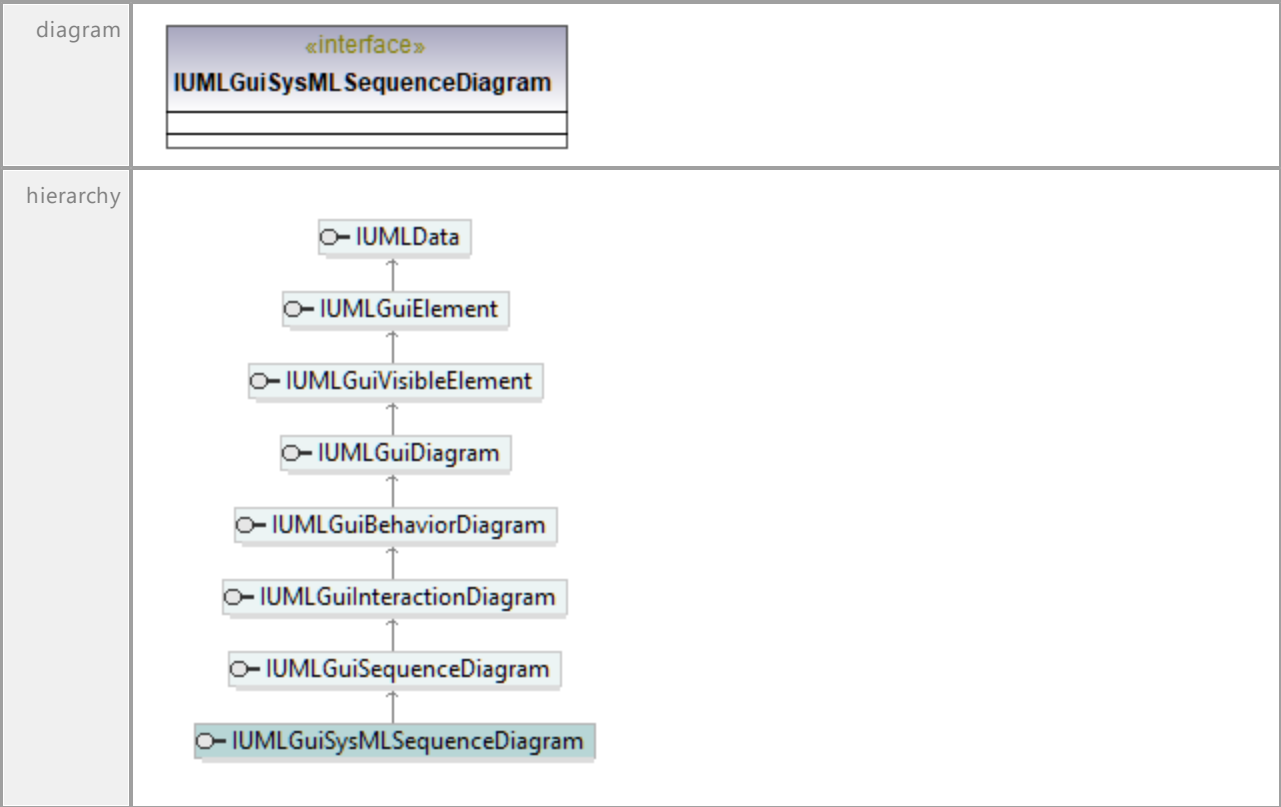 diagram
«interface»
IUMLGuiSysMLSequenceDiagram
hierarchy
IUMLData
IUMLGuiElement
IUMLGuiVisibleElement
IUMLGuiDiagram
IUMLGuiBehaviorDiagram
IUMLGuiInteractionDiagram
IUMLGuiSequenceDiagram
IUMLGuiSysMLSequenceDiagram